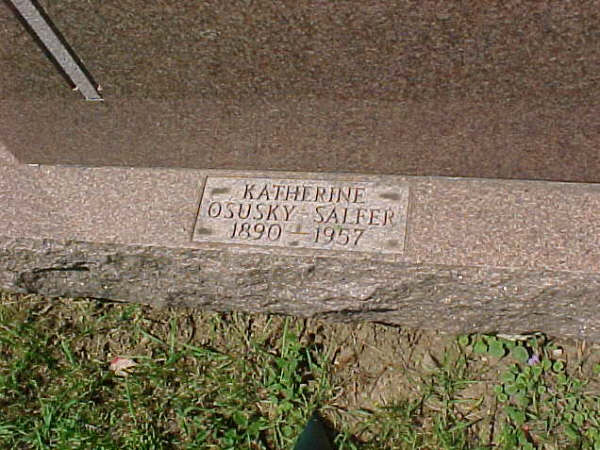 KATHERINE
OSUSKY-SALFER
1890-1957